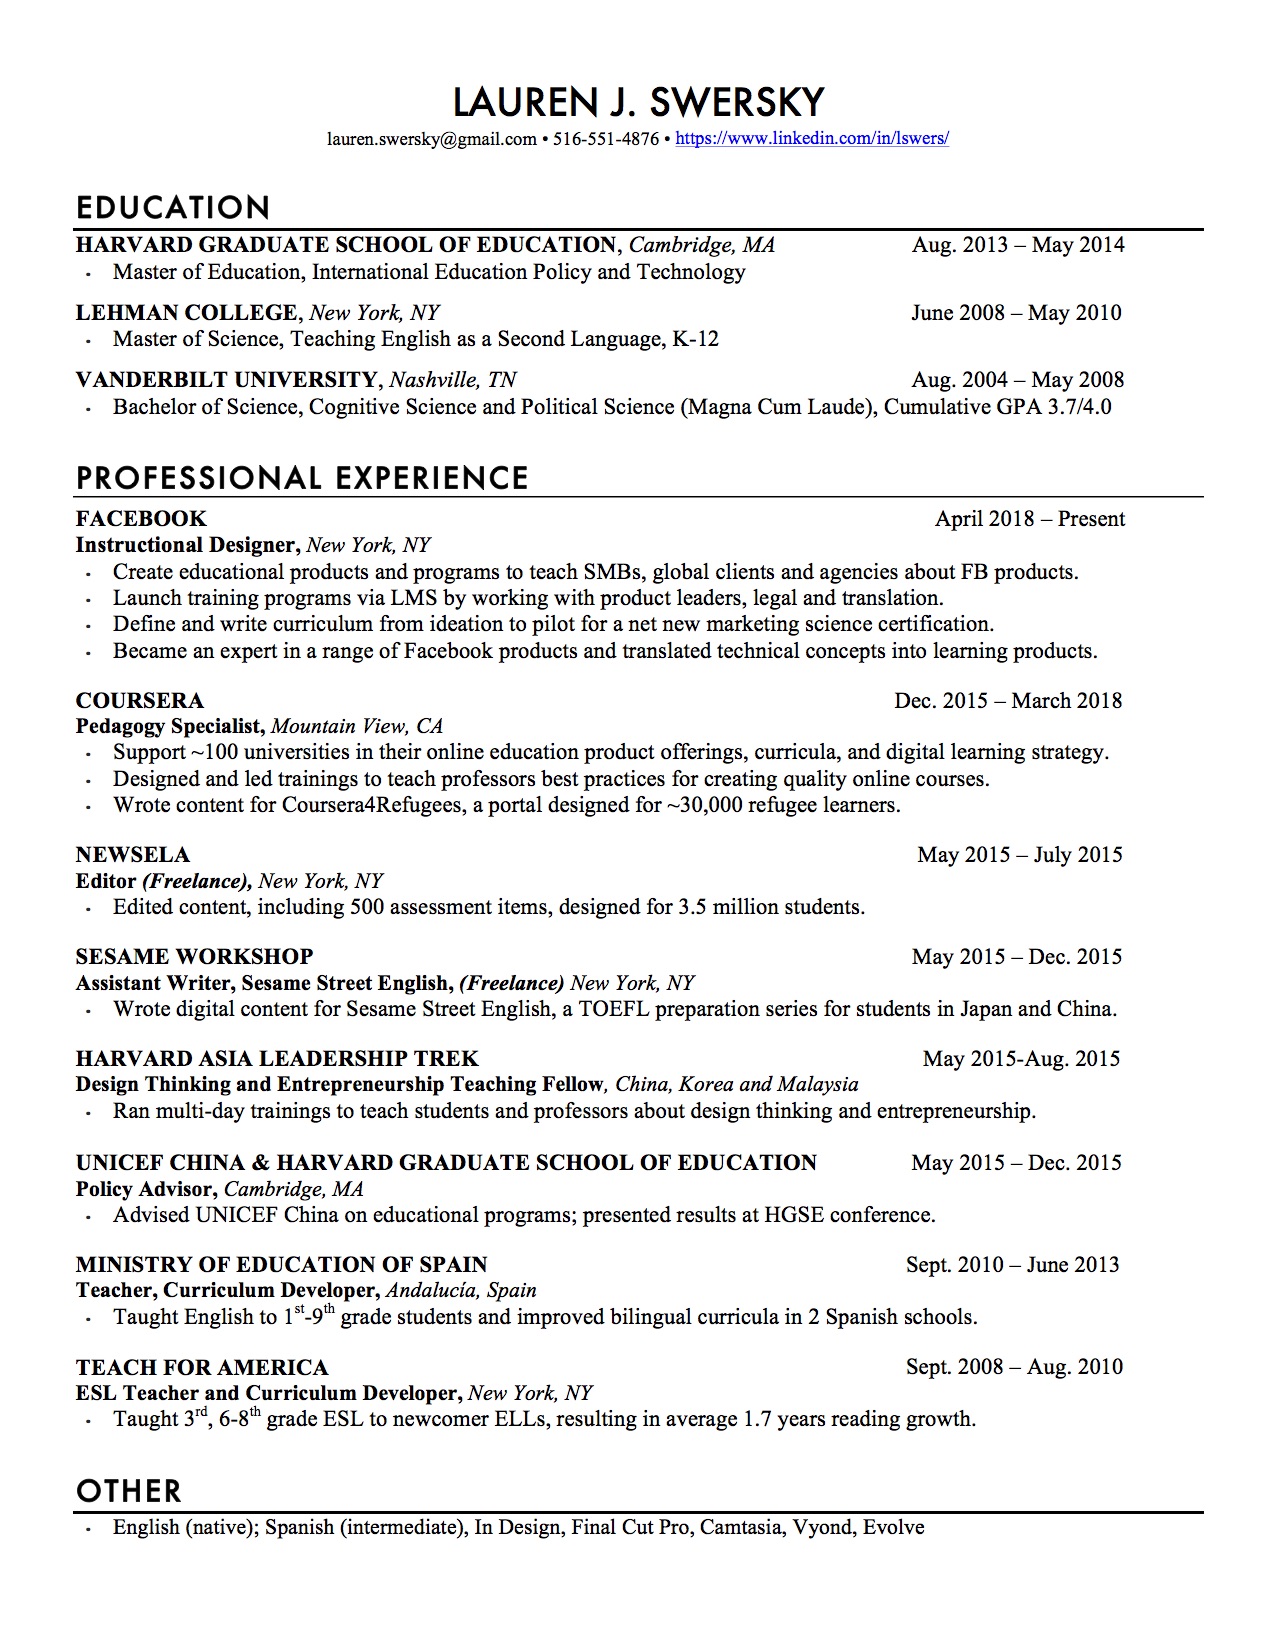 LAUREN J. SWERSKY
lauren.swersky@gmail.com • 516-551-4876 • https://www.linkedin.com/in/lswers/
EDUCATION
HARVARD GRADUATE SCHOOL OF EDUCATION, Cambridge, MA Aug. 2013 – May 2014
- Master of Education, International Education Policy and Technology
LEHMAN COLLEGE, New York, NY June 2008 – May 2010
- Master of Science, Teaching English as a Second Language, K-12
VANDERBILT UNIVERSITY, Nashville, TN Aug. 2004 – May 2008
- Bachelor of Science, Cognitive Science and Political Science (Magna Cum Laude), Cumulative GPA 3.7/4.0
PROFESSIONAL EXPERIENCE
FACEBOOK April 2018 – Present
Instructional Designer, New York, NY
- Create educational products and programs to teach SMBs, global clients and agencies about FB products.
- Launch training programs via LMS by working with product leaders, legal and translation.
- Define and write curriculum from ideation to pilot for a net new marketing science certification.
- Became an expert in a range of Facebook products and translated technical concepts into learning products.
COURSERA Dec. 2015 – March 2018
Pedagogy Specialist, Mountain View, CA
- Support ~100 universities in their online education product offerings, curricula, and digital learning strategy.
- Designed and led trainings to teach professors best practices for creating quality online courses.
- Wrote content for Coursera4Refugees, a portal designed for ~30,000 refugee learners.
NEWSELA May 2015 – July 2015
Editor (Freelance), New York, NY
- Edited content, including 500 assessment items, designed for 3.5 million students.
SESAME WORKSHOP May 2015 – Dec. 2015
Assistant Writer, Sesame Street English, (Freelance) New York, NY
- Wrote digital content for Sesame Street English, a TOEFL preparation series for students in Japan and China.
HARVARD ASIA LEADERSHIP TREK May 2015-Aug. 2015
Design Thinking and Entrepreneurship Teaching Fellow, China, Korea and Malaysia
- Ran multi-day trainings to teach students and professors about design thinking and entrepreneurship.
UNICEF CHINA & HARVARD GRADUATE SCHOOL OF EDUCATION May 2015 – Dec. 2015
Policy Advisor, Cambridge, MA
- Advised UNICEF China on educational programs; presented results at HGSE conference.
MINISTRY OF EDUCATION OF SPAIN Sept. 2010 – June 2013
Teacher, Curriculum Developer, Andalucía, Spain
- Taught English to 1st-9th grade students and improved bilingual curricula in 2 Spanish schools.
TEACH FOR AMERICA Sept. 2008 – Aug. 2010
ESL Teacher and Curriculum Developer, New York, NY
- Taught 3rd, 6-8th grade ESL to newcomer ELLs, resulting in average 1.7 years reading growth.
OTHER
- English (native); Spanish (intermediate), In Design, Final Cut Pro, Camtasia, Vyond, Evolve